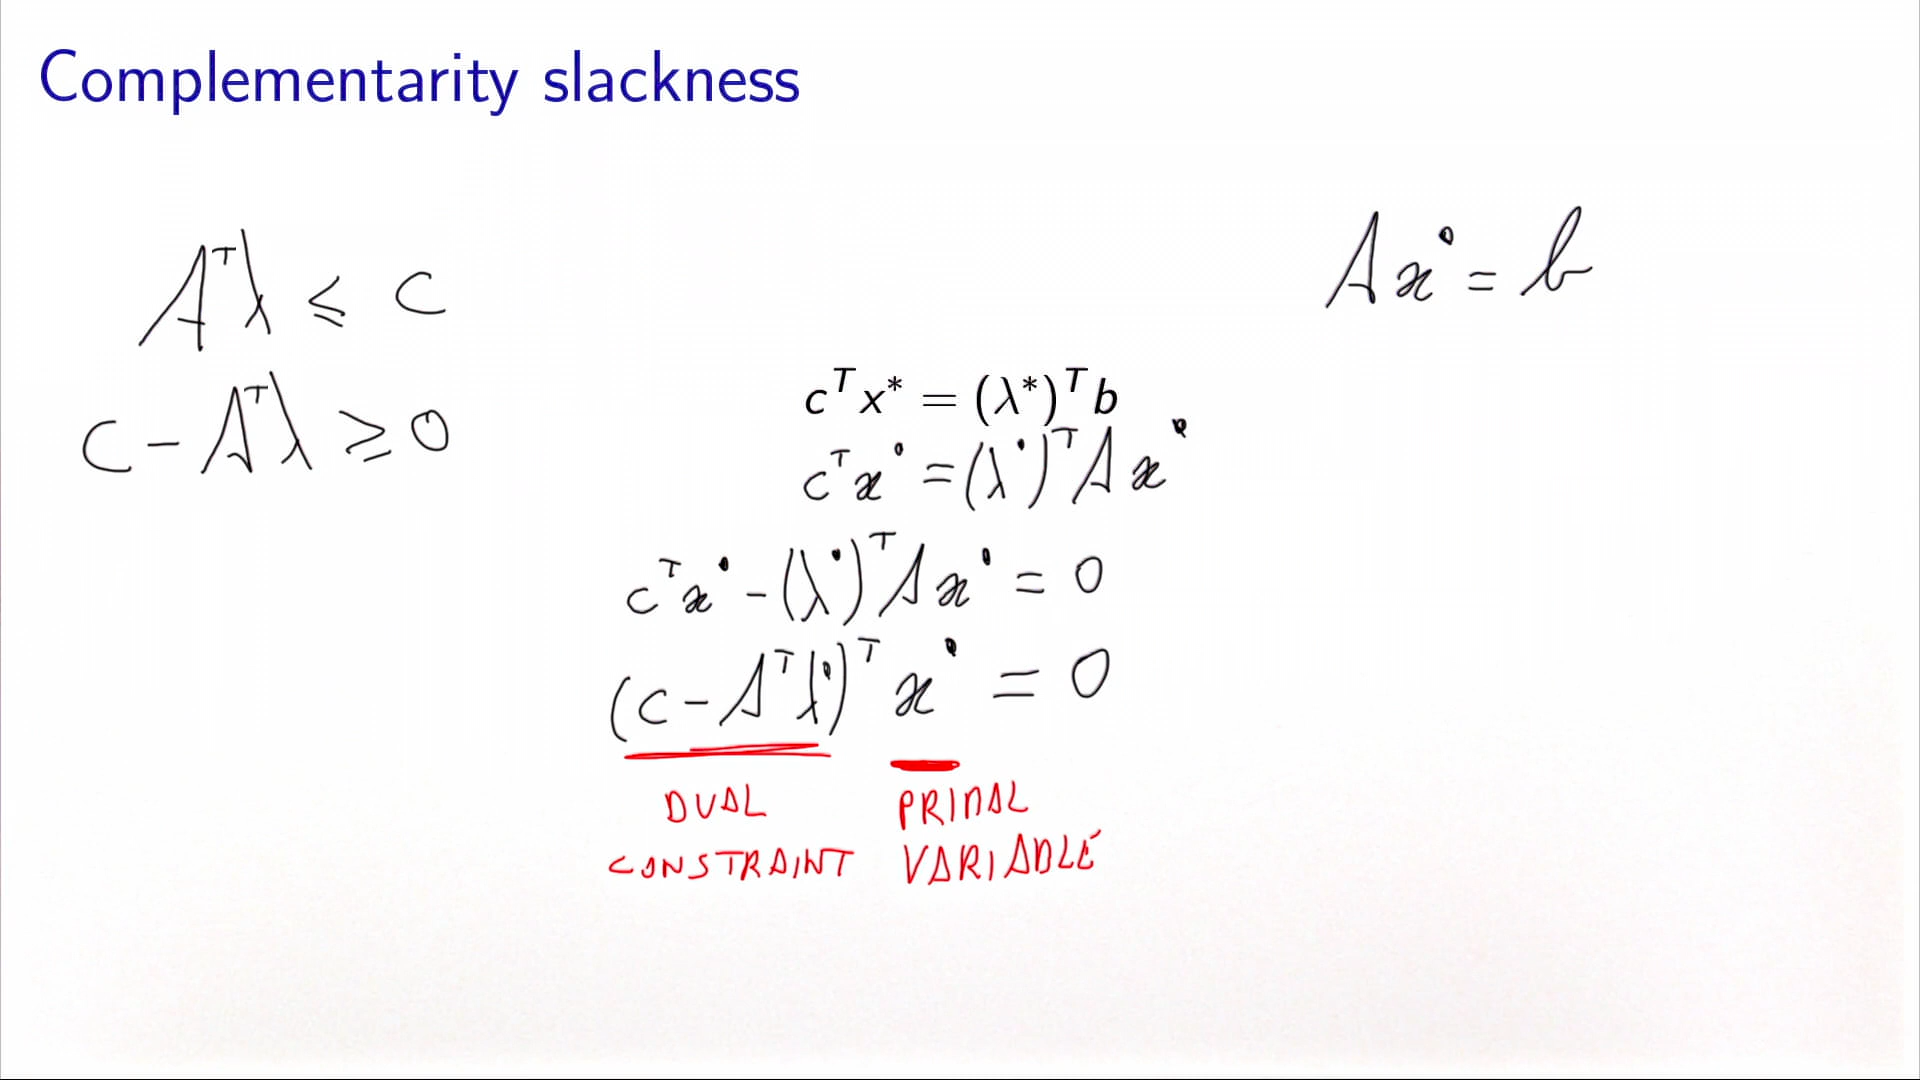 Complementarity slackness
Aᵀλ ≤ c
c - Aᵀλ ≥ 0
Ax* = b
cᵀx* = (λ*)ᵀb
cᵀx* = (λ*)ᵀAx*
cᵀx* - (λ*)ᵀAx* = 0
(c - Aᵀλ*)ᵀ x* = 0
DUAL CONSTRAINT
PRIMAL VARIABLE